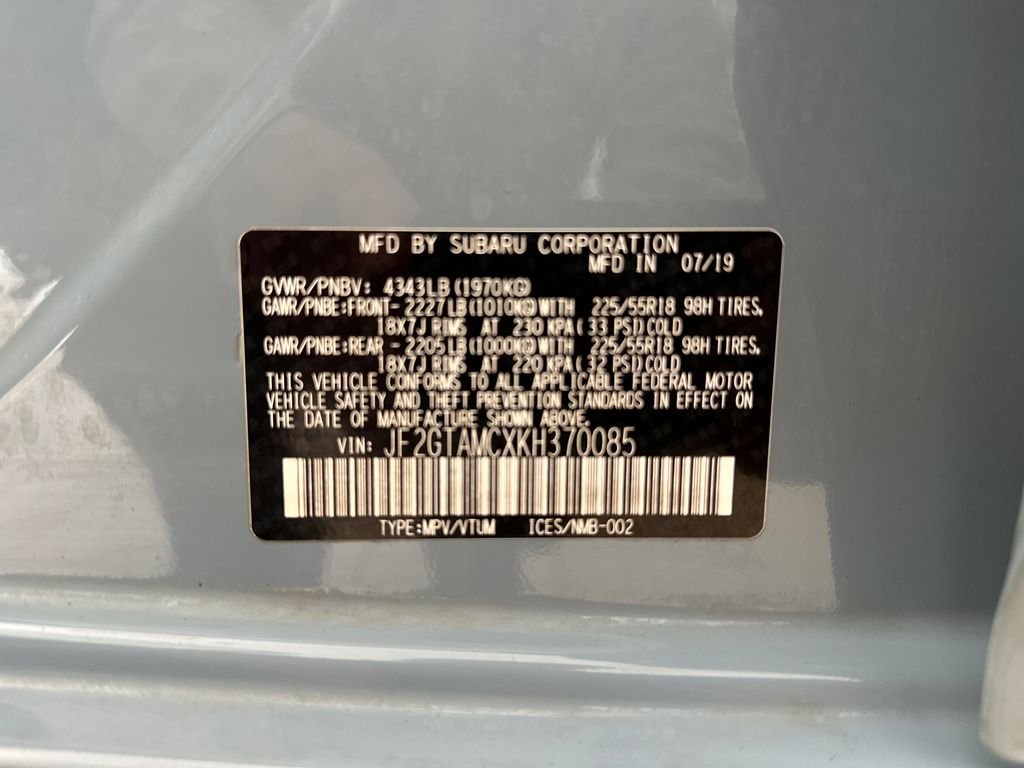 MFD BY SUBARU CORPORATION
MFD IN 07/19
GVWR/PNBV: 4343LB(1970KG)
GAWR/PNBE:FRONT- 2227LB(1010KG)WITH 225/55R18 98H TIRES,
18X7J RIMS AT 230 KPA(33 PSI)COLD
GAWR/PNBE:REAR - 2205LB(1000KG)WITH 225/55R18 98H TIRES,
18X7J RIMS AT 220 KPA(32 PSI)COLD
THIS VEHICLE CONFORMS TO ALL APPLICABLE FEDERAL MOTOR
VEHICLE SAFETY AND THEFT PREVENTION STANDARDS IN EFFECT ON
THE DATE OF MANUFACTURE SHOWN ABOVE.
VIN: JF2GTAMCXKH370085
TYPE:MPV/VTUM ICES/NMB-002